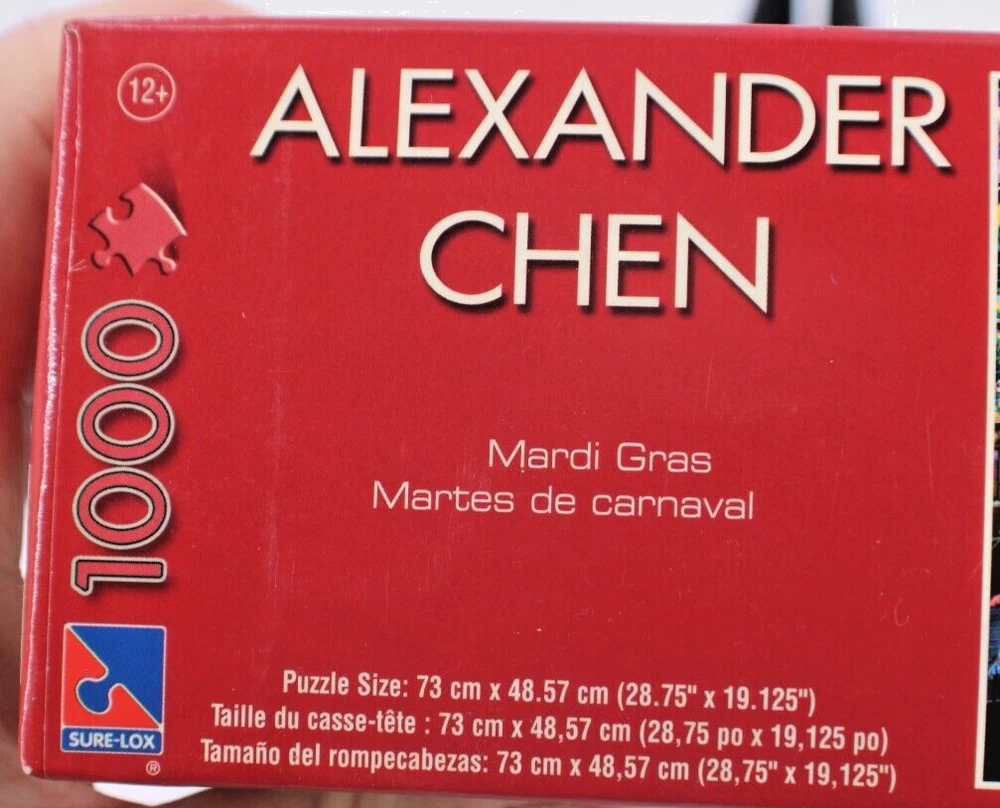 12+
ALEXANDER
CHEN
1000
Mardi Gras
Martes de carnaval
Puzzle Size: 73 cm x 48.57 cm (28.75" x 19.125")
Taille du casse-tête : 73 cm x 48,57 cm (28,75 po x 19,125 po)
Tamaño del rompecabezas: 73 cm x 48,57 cm (28,75" x 19,125")
SURE-LOX
®